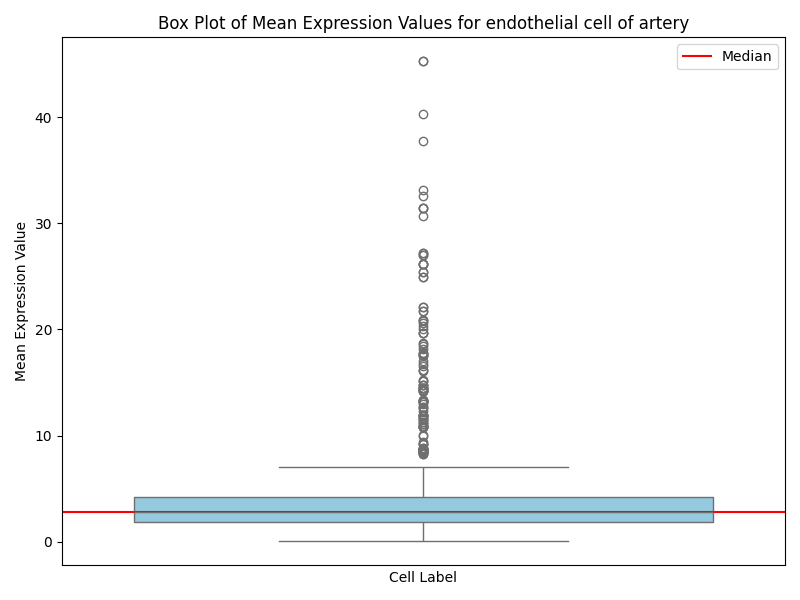 Box Plot of Mean Expression Values for endothelial cell of artery
Median
40
30
20
10
0
Mean Expression Value
Cell Label